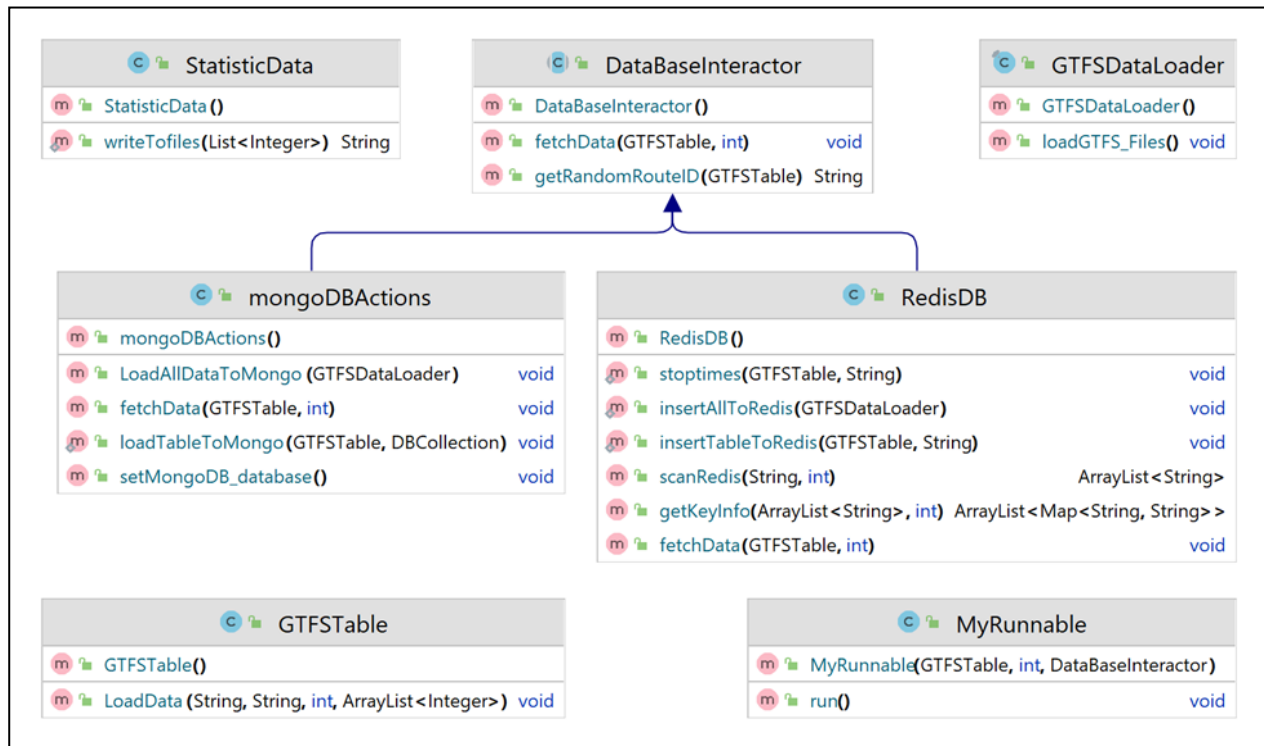 StatisticData
StatisticData()
writeTofiles(List<Integer>) String
DataBaseInteractor
DataBaseInteractor()
fetchData(GTFSTable, int) void
getRandomRouteID(GTFSTable) String
GTFSDataLoader
GTFSDataLoader()
loadGTFS_Files() void
mongoDBActions
mongoDBActions()
LoadAllDataToMongo(GTFSDataLoader) void
fetchData(GTFSTable, int) void
loadTableToMongo(GTFSTable, DBCollection) void
setMongoDB_database() void
RedisDB
RedisDB()
stoptimes(GTFSTable, String) void
insertAllToRedis(GTFSDataLoader) void
insertTableToRedis(GTFSTable, String) void
scanRedis(String, int) ArrayList<String>
getKeyInfo(ArrayList<String>, int) ArrayList<Map<String, String>>
fetchData(GTFSTable, int) void
GTFSTable
GTFSTable()
LoadData(String, String, int, ArrayList<Integer>) void
MyRunnable
MyRunnable(GTFSTable, int, DataBaseInteractor)
run() void